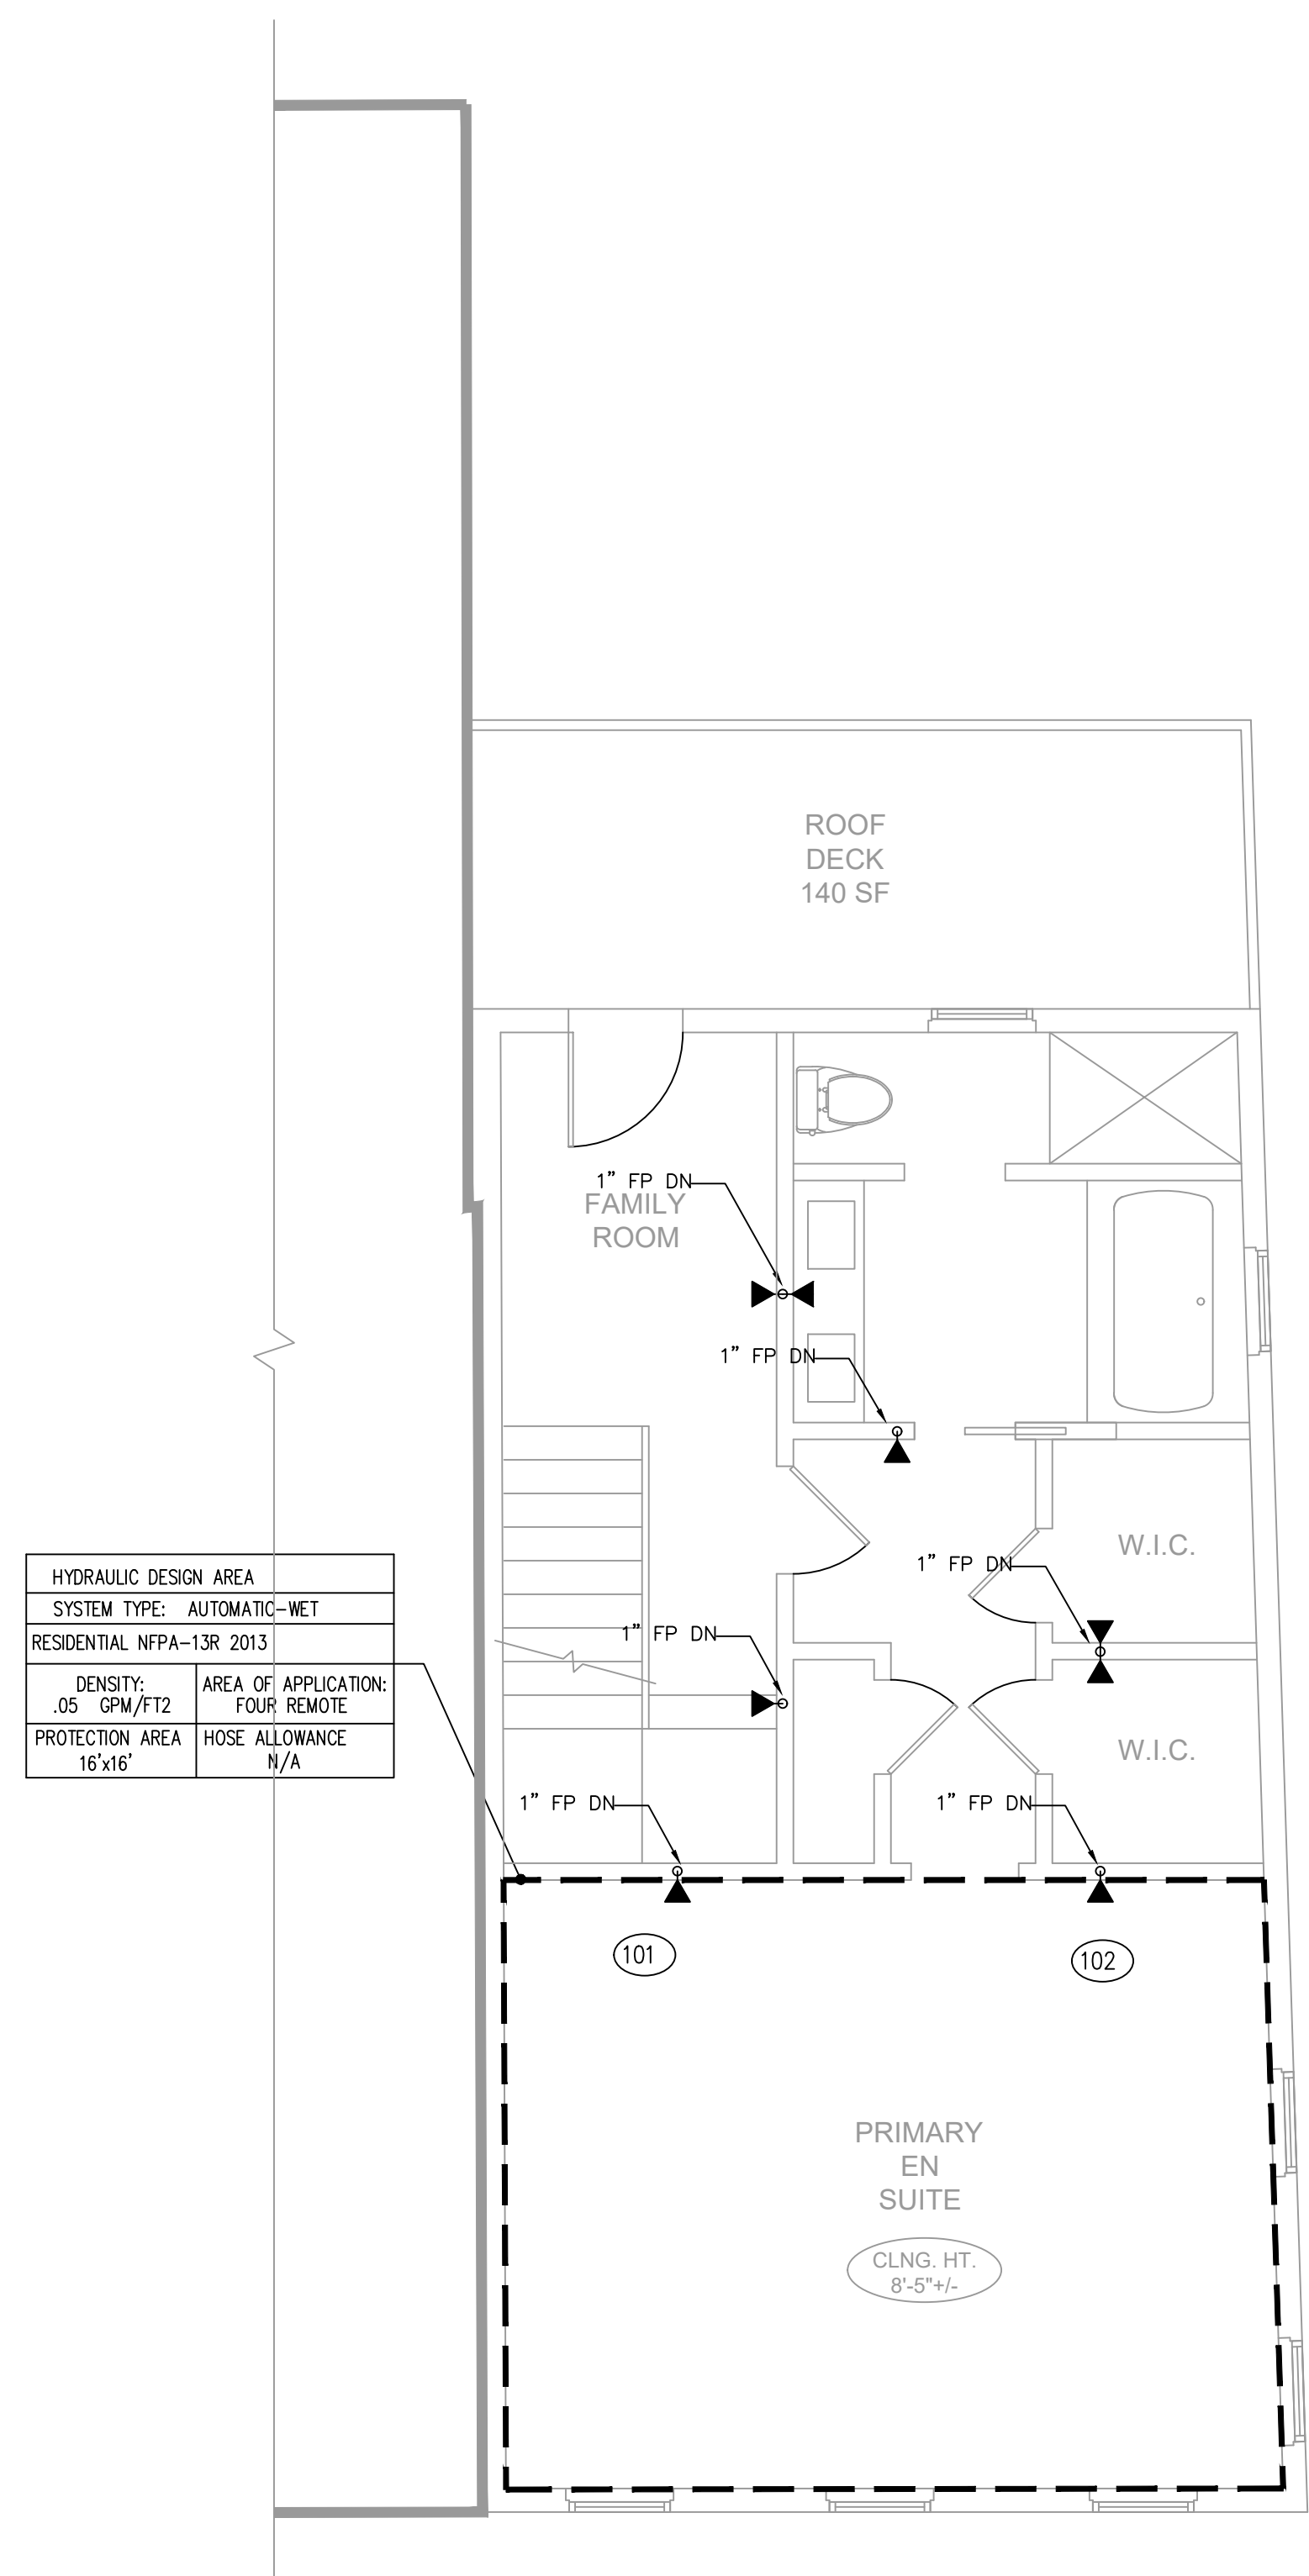 ROOF
DECK
140 SF
1” FP DN
FAMILY
ROOM
1” FP DN
W.I.C.
1” FP DN
HYDRAULIC DESIGN AREA
SYSTEM TYPE: AUTOMATIC-WET
RESIDENTIAL NFPA-13R 2013
DENSITY:
.05 GPM/FT2
AREA OF APPLICATION:
FOUR REMOTE
PROTECTION AREA
16'x16'
HOSE ALLOWANCE
N/A
1” FP DN
W.I.C.
1” FP DN
1” FP DN
101
102
PRIMARY
EN
SUITE
CLNG. HT.
8'-5"+/-